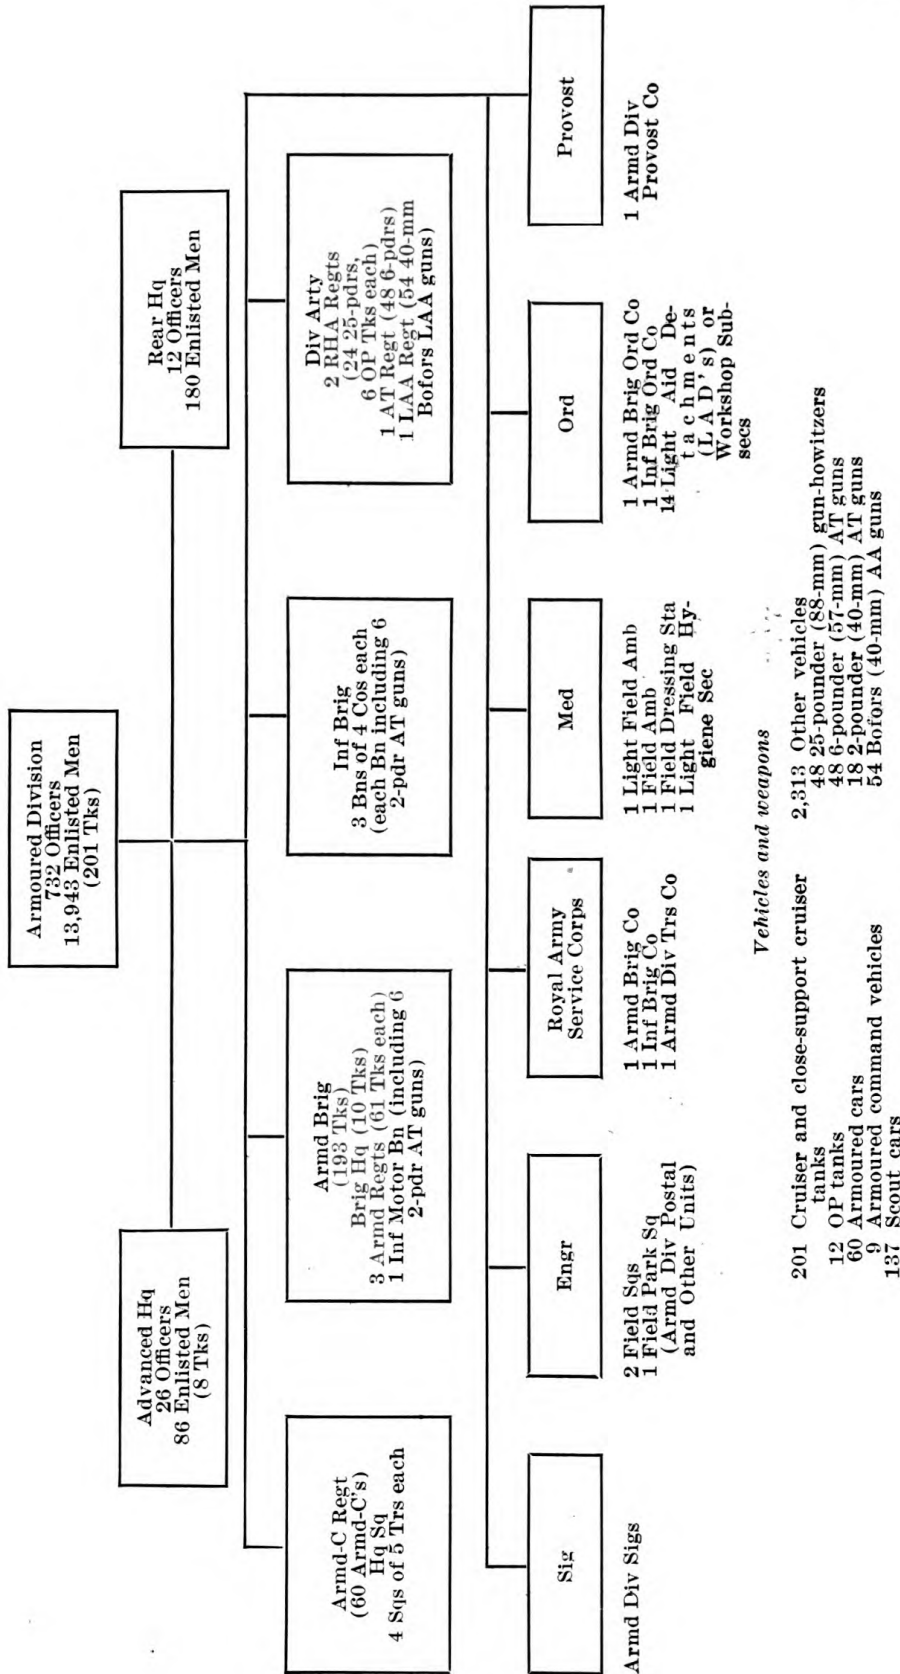 Armoured Division
732 Officers
13,943 Enlisted Men
(201 Tks)
Advanced Hq
26 Officers
86 Enlisted Men
(8 Tks)
Rear Hq
12 Officers
180 Enlisted Men
Armd-C Regt
(60 Armd-C's)
Hq Sq
4 Sqs of 5 Trs each
Armd Brig
(193 Tks)
Brig Hq (10 Tks)
3 Armd Regts (61 Tks each)
1 Inf Motor Bn (including 6
2-pdr AT guns)
Inf Brig
3 Bns of 4 Cos each
(each Bn including 6
2-pdr AT guns)
Div Arty
2 RHA Regts
(24 25-pdrs,
6 OP Tks each)
1 AT Regt (48 6-pdrs)
1 LAA Regt (54 40-mm
Bofors LAA guns)
Sig
Armd Div Sigs
Engr
2 Field Sqs
1 Field Park Sq
(Armd Div Postal
and Other Units)
Royal Army
Service Corps
1 Armd Brig Co
1 Inf Brig Co
1 Armd Div Trs Co
Med
1 Light Field Amb
1 Field Amb
1 Field Dressing Sta
1 Light Field Hy-
giene Sec
Ord
1 Armd Brig Ord Co
1 Inf Brig Ord Co
14 Light Aid De-
tachments
(LAD's) or
Workshop Sub-
secs
Provost
1 Armd Div
Provost Co
Vehicles and weapons
201 Cruiser and close-support cruiser
tanks
12 OP tanks
60 Armoured cars
9 Armoured command vehicles
137 Scout cars
2,313 Other vehicles
48 25-pounder (88-mm) gun-howitzers
48 6-pounder (57-mm) AT guns
18 2-pounder (40-mm) AT guns
54 Bofors (40-mm) AA guns